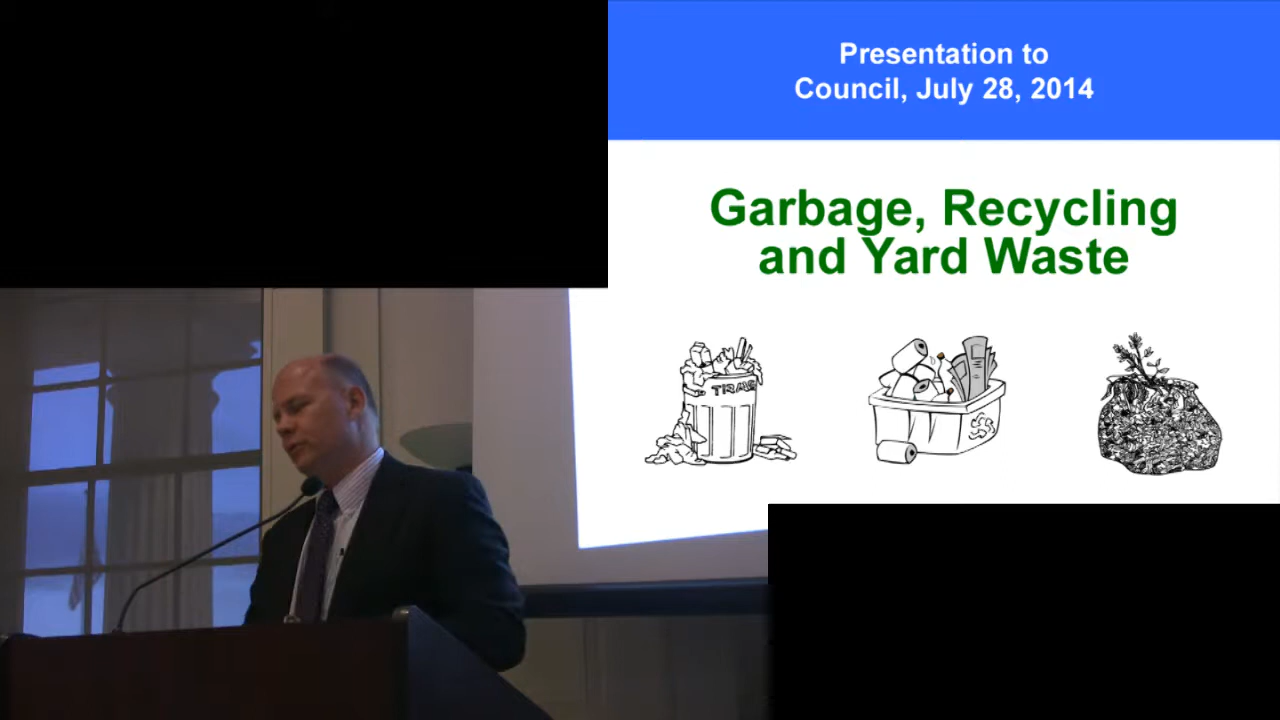 Presentation to
Council, July 28, 2014
Garbage, Recycling
and Yard Waste
TRASH